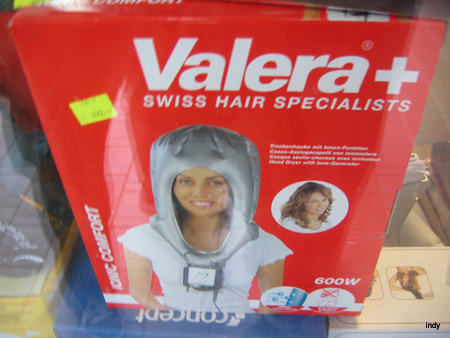 Valera®+
SWISS HAIR SPECIALISTS
Trockenhaube mit Ionen-Funktion
Casco-Asciugacapelli con ionizzatore
Casque sèche-cheveux avec ionisateur
Hood Dryer with Ions-Generator
IONIC COMFORT
600W
concept
indy